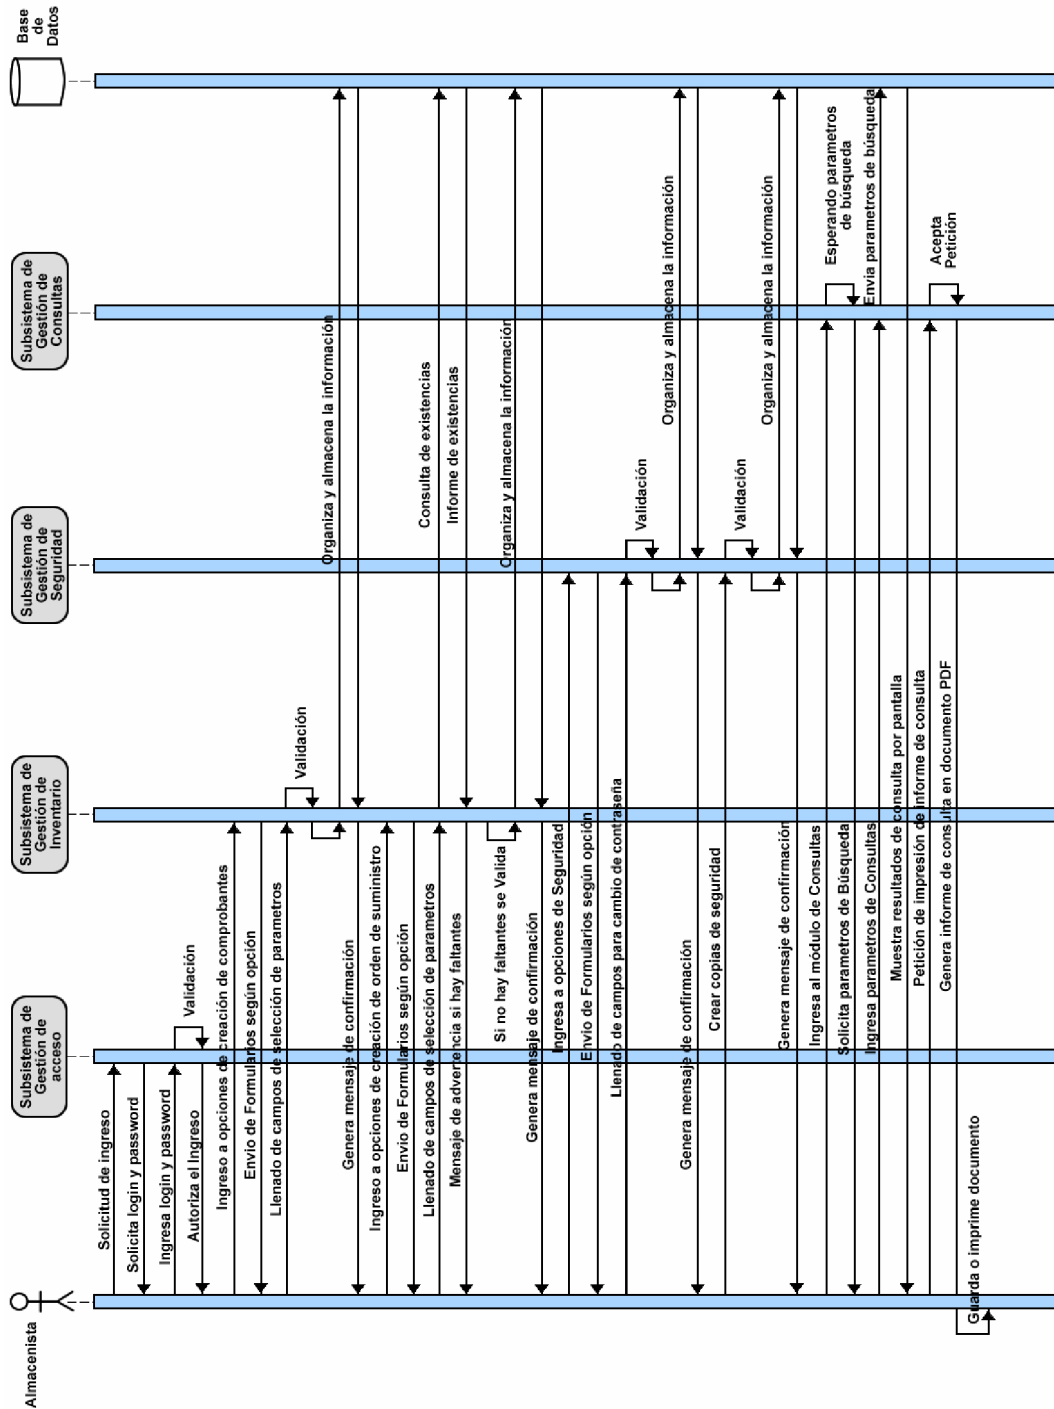 Almacenista
Subsistema de
Gestión de
acceso
Subsistema de
Gestión de
Inventario
Subsistema de
Gestión de
Seguridad
Subsistema de
Gestión de
Consultas
Base
de
Datos
Solicitud de ingreso
Solicita login y password
Ingresa login y password
Validación
Autoriza el Ingreso
Ingreso a opciones de creación de comprobantes
Envio de Formularios según opción
Llenado de campos de selección de parametros
Validación
Organiza y almacena la información
Genera mensaje de confirmación
Ingreso a opciones de creación de orden de suministro
Envio de Formularios según opción
Llenado de campos de selección de parametros
Consulta de existencias
Informe de existencias
Mensaje de advertencia si hay faltantes
Si no hay faltantes se Valida
Organiza y almacena la información
Genera mensaje de confirmación
Ingresa a opciones de Seguridad
Envio de Formularios según opción
Llenado de campos para cambio de contraseña
Validación
Organiza y almacena la información
Genera mensaje de confirmación
Crear copias de seguridad
Validación
Organiza y almacena la información
Genera mensaje de confirmación
Ingresa al módulo de Consultas
Esperando parametros
de búsqueda
Solicita parametros de Búsqueda
Ingresa parametros de Consultas
Envia parametros de búsqueda
Muestra resultados de consulta por pantalla
Petición de impresión de informe de consulta
Acepta
Petición
Genera informe de consulta en documento PDF
Guarda o imprime documento